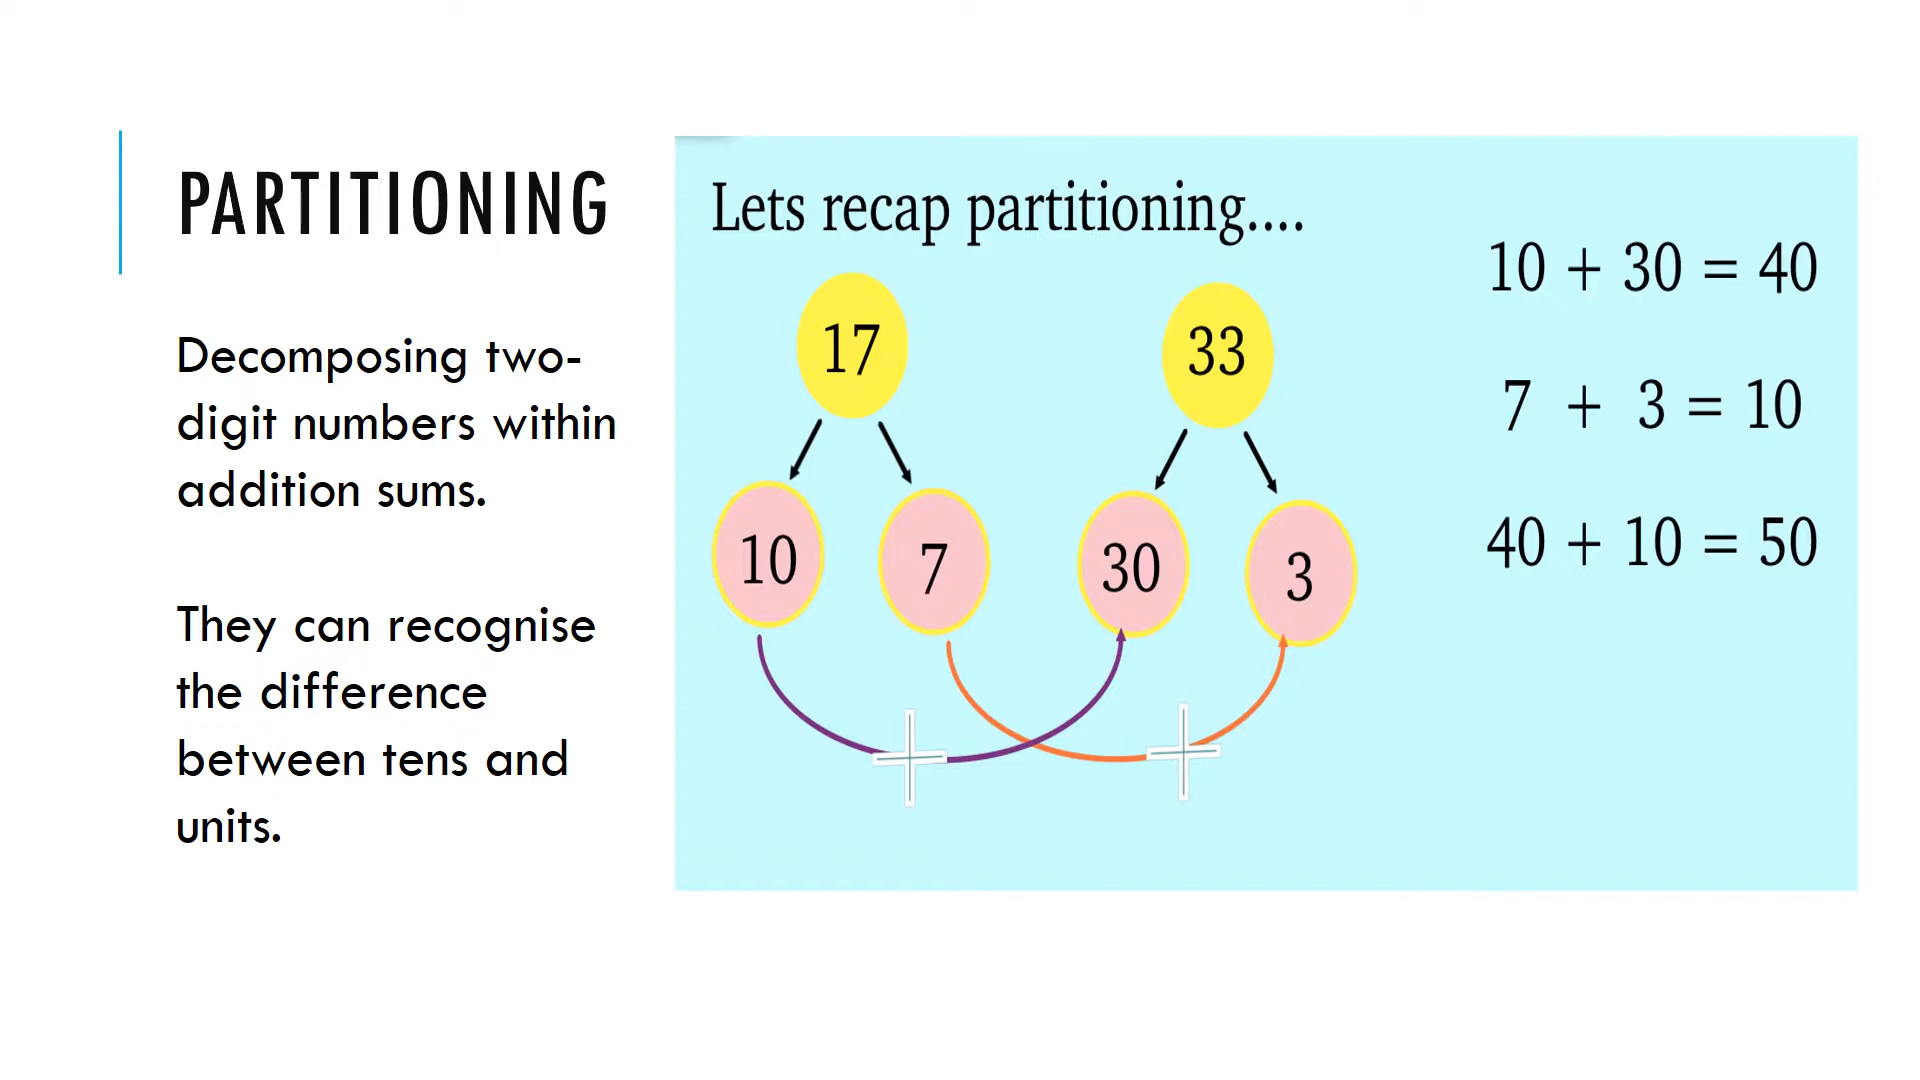 PARTITIONING
Decomposing two-
digit numbers within
addition sums.
They can recognise
the difference
between tens and
units.
Lets recap partitioning....
17
33
10
7
30
3
+
+
10 + 30 = 40
7 + 3 = 10
40 + 10 = 50